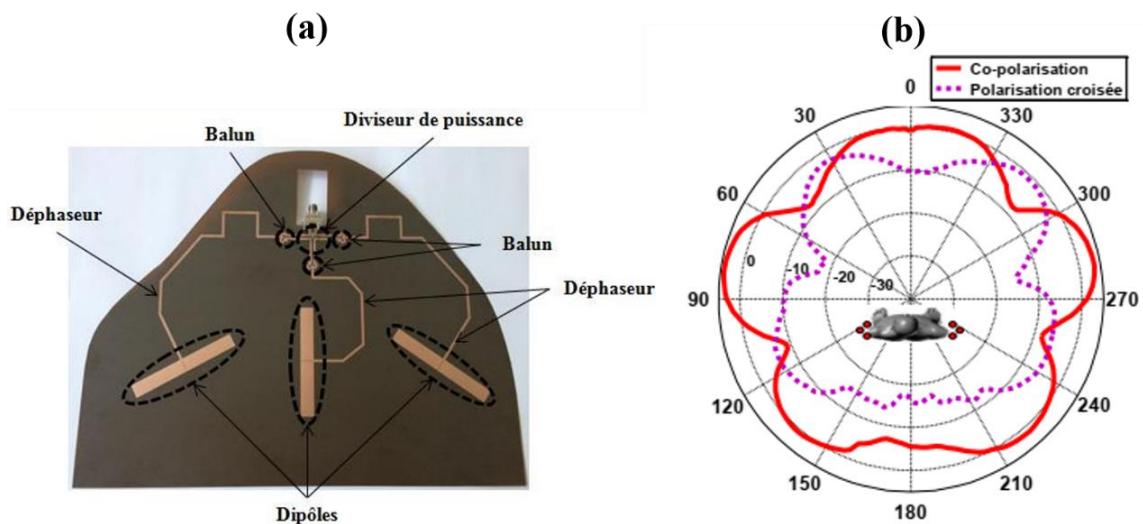 (a)
(b)
Balun
Diviseur de puissance
Déphaseur
Balun
Déphaseur
Dipôles
Co-polarisation
Polarisation croisée
0
30
330
60
300
0
-10
-20
-30
90
270
120
240
150
210
180